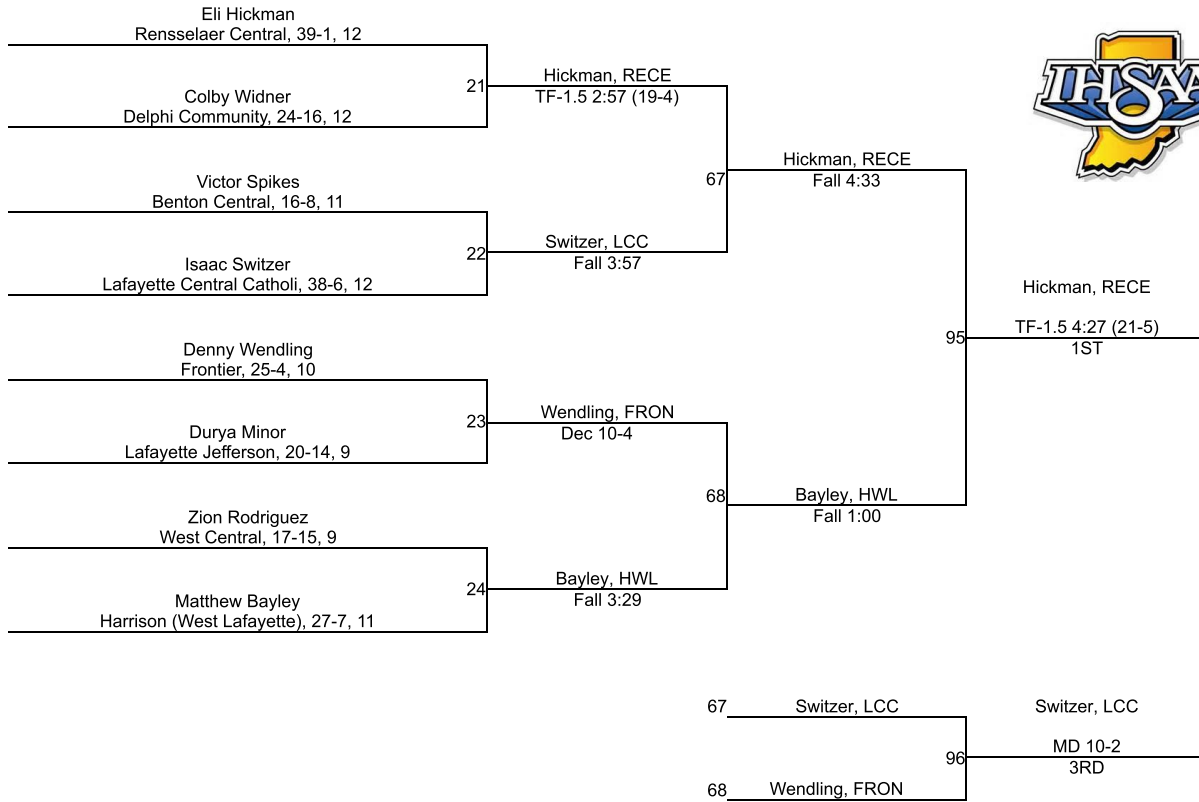 Eli Hickman
Rensselaer Central, 39-1, 12
Colby Widner
Delphi Community, 24-16, 12
21
Hickman, RECE
TF-1.5 2:57 (19-4)
Victor Spikes
Benton Central, 16-8, 11
Isaac Switzer
Lafayette Central Catholi, 38-6, 12
22
Switzer, LCC
Fall 3:57
67
Hickman, RECE
Fall 4:33
Denny Wendling
Frontier, 25-4, 10
Durya Minor
Lafayette Jefferson, 20-14, 9
23
Wendling, FRON
Dec 10-4
Zion Rodriguez
West Central, 17-15, 9
Matthew Bayley
Harrison (West Lafayette), 27-7, 11
24
Bayley, HWL
Fall 3:29
68
Bayley, HWL
Fall 1:00
95
Hickman, RECE
TF-1.5 4:27 (21-5)
1ST
IHSAA
67
Switzer, LCC
68
Wendling, FRON
96
Switzer, LCC
MD 10-2
3RD